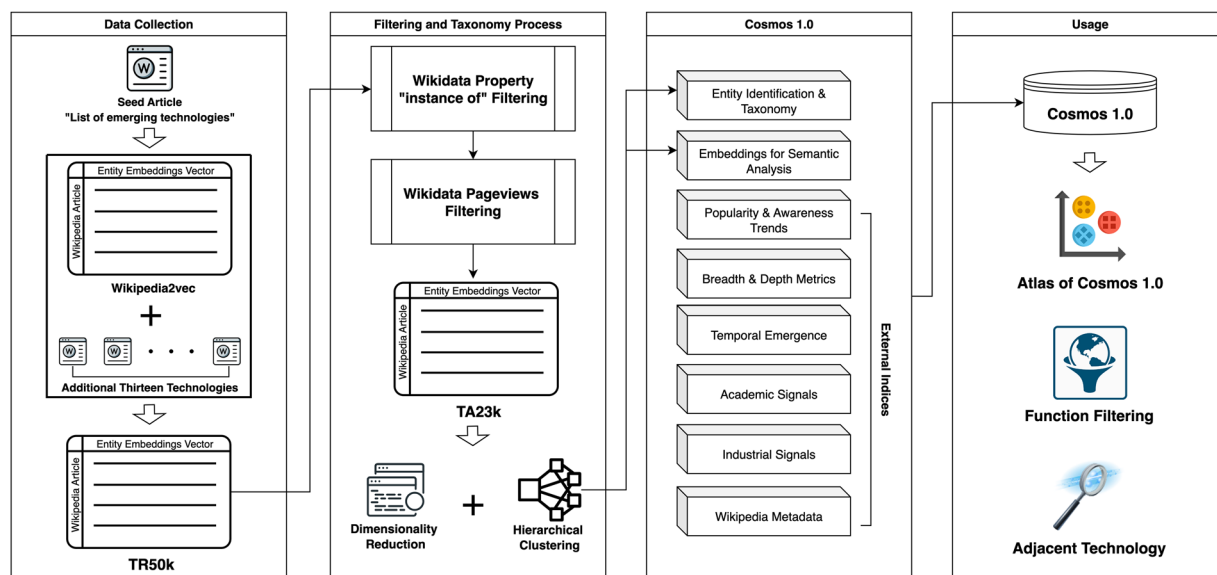 Data Collection
W
Seed Article
"List of emerging technologies"
Entity Embeddings Vector
Wikipedia Article
Wikipedia2vec
+
W
W
. . .
W
Additional Thirteen Technologies
Entity Embeddings Vector
Wikipedia Article
TR50k
Filtering and Taxonomy Process
Wikidata Property
"instance of" Filtering
Wikidata Pageviews
Filtering
Entity Embeddings Vector
Wikipedia Article
TA23k
+
Dimensionality
Reduction
Hierarchical
Clustering
Cosmos 1.0
Entity Identification &
Taxonomy
Embeddings for Semantic
Analysis
Popularity & Awareness
Trends
Breadth & Depth Metrics
Temporal Emergence
Academic Signals
Industrial Signals
Wikipedia Metadata
External Indices
Usage
Cosmos 1.0
Atlas of Cosmos 1.0
Function Filtering
Adjacent Technology